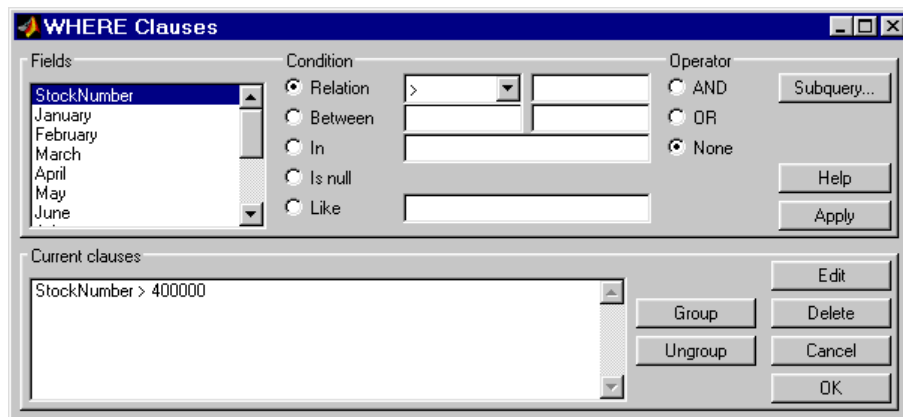 WHERE Clauses
Fields
StockNumber
January
February
March
April
May
June
Condition
Relation >
Between
In
Is null
Like
Operator
AND
OR
None
Subquery...
Help
Apply
Current clauses
StockNumber > 400000
Group
Ungroup
Edit
Delete
Cancel
OK